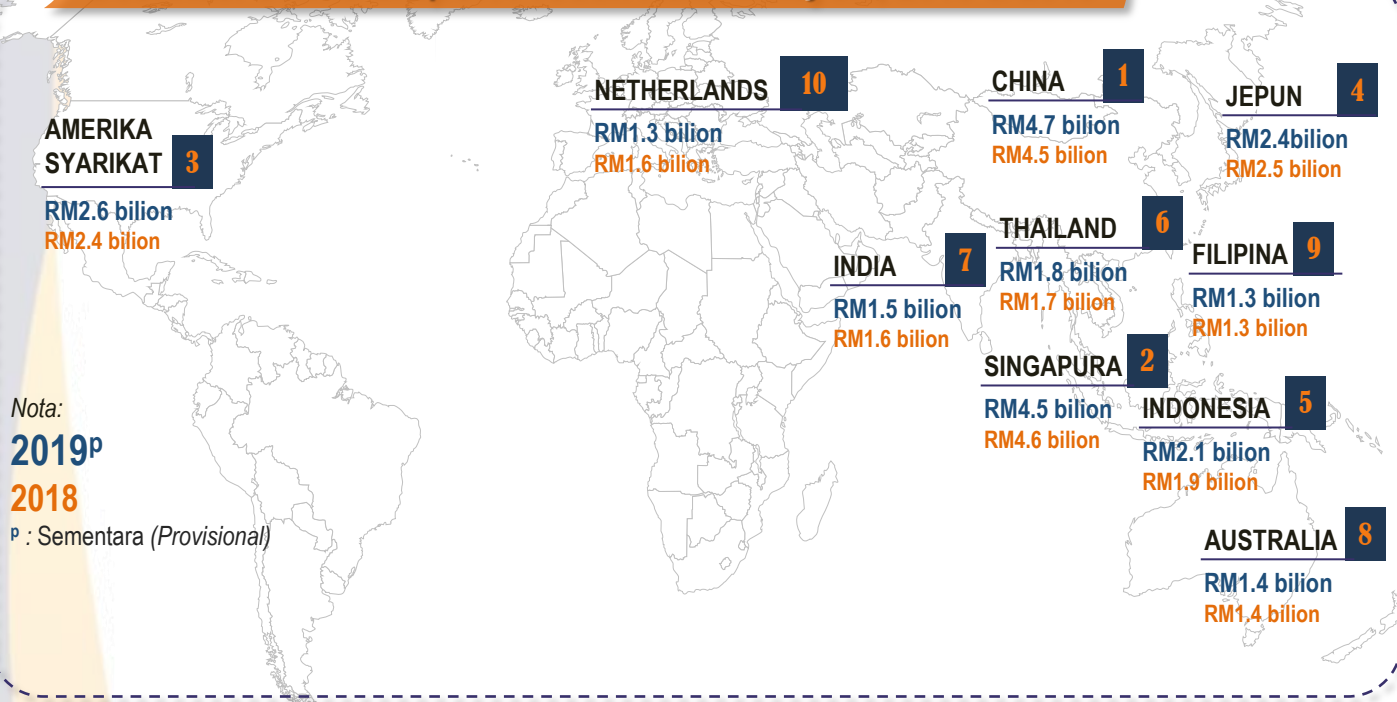 NETHERLANDS 10
RM1.3 bilion
RM1.6 bilion
CHINA 1
RM4.7 bilion
RM4.5 bilion
JEPUN 4
RM2.4bilion
RM2.5 bilion
AMERIKA
SYARIKAT 3
RM2.6 bilion
RM2.4 bilion
THAILAND 6
RM1.8 bilion
RM1.7 bilion
INDIA 7
RM1.5 bilion
RM1.6 bilion
FILIPINA 9
RM1.3 bilion
RM1.3 bilion
SINGAPURA 2
RM4.5 bilion
RM4.6 bilion
INDONESIA 5
RM2.1 bilion
RM1.9 bilion
AUSTRALIA 8
RM1.4 bilion
RM1.4 bilion
Nota:
2019ᵖ
2018
ᵖ : Sementara (Provisional)